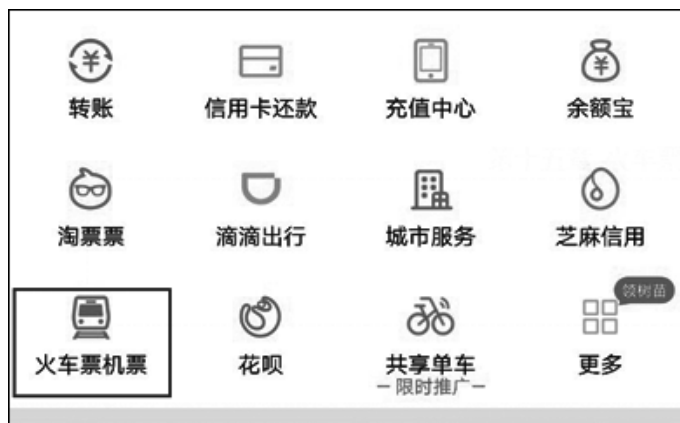 转账
信用卡还款
充值中心
余额宝
淘票票
滴滴出行
城市服务
芝麻信用
领树苗
火车票机票
花呗
共享单车
更多
－限时推广－